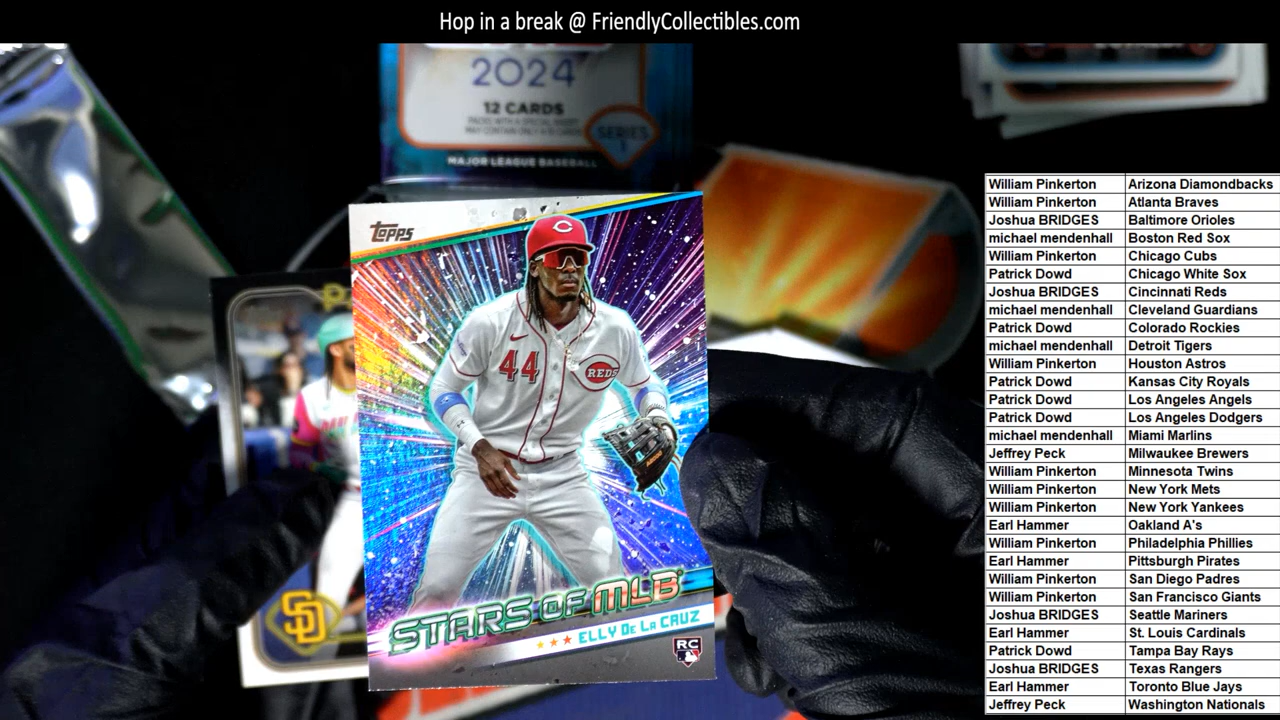 Hop in a break @ FriendlyCollectibles.com
2024
12 CARDS
SERIES
1
MAJOR LEAGUE BASEBALL
TOPPS
44
REDS
SD
STARS OF MLB
ELLY DE LA CRUZ
RC
William Pinkerton Arizona Diamondbacks
William Pinkerton Atlanta Braves
Joshua BRIDGES Baltimore Orioles
michael mendenhall Boston Red Sox
William Pinkerton Chicago Cubs
Patrick Dowd Chicago White Sox
Joshua BRIDGES Cincinnati Reds
michael mendenhall Cleveland Guardians
Patrick Dowd Colorado Rockies
michael mendenhall Detroit Tigers
William Pinkerton Houston Astros
Patrick Dowd Kansas City Royals
Patrick Dowd Los Angeles Angels
Patrick Dowd Los Angeles Dodgers
michael mendenhall Miami Marlins
Jeffrey Peck Milwaukee Brewers
William Pinkerton Minnesota Twins
William Pinkerton New York Mets
William Pinkerton New York Yankees
Earl Hammer Oakland A's
William Pinkerton Philadelphia Phillies
Earl Hammer Pittsburgh Pirates
William Pinkerton San Diego Padres
William Pinkerton San Francisco Giants
Joshua BRIDGES Seattle Mariners
Earl Hammer St. Louis Cardinals
Patrick Dowd Tampa Bay Rays
Joshua BRIDGES Texas Rangers
Earl Hammer Toronto Blue Jays
Jeffrey Peck Washington Nationals